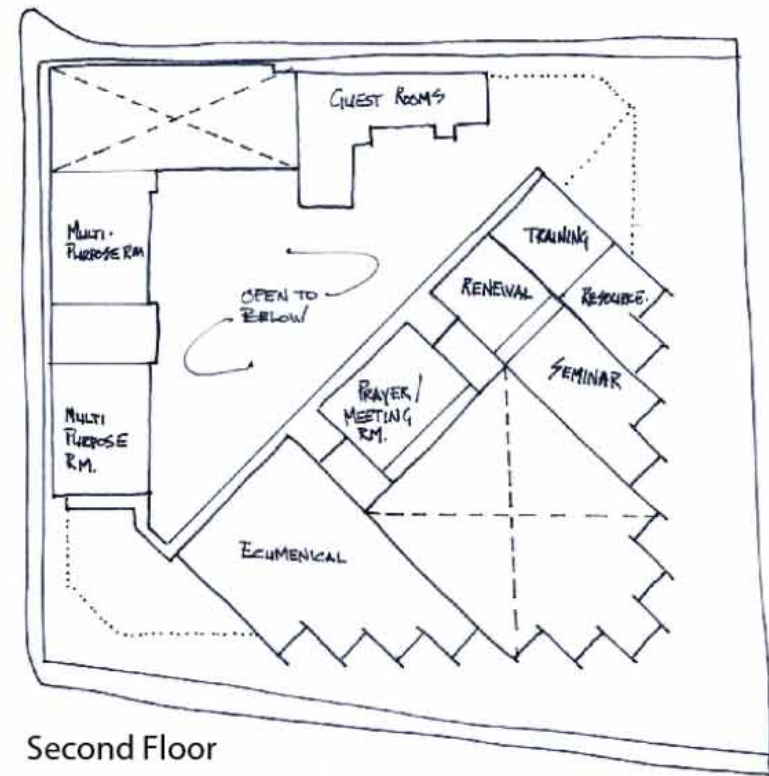 GUEST ROOMS
MULTI-
PURPOSE RM
TRAINING
RENEWAL
RESOURCE
OPEN TO
BELOW
SEMINAR
PRAYER/
MEETING
RM.
MULTI
PURPOSE
RM.
ECUMENICAL
Second Floor